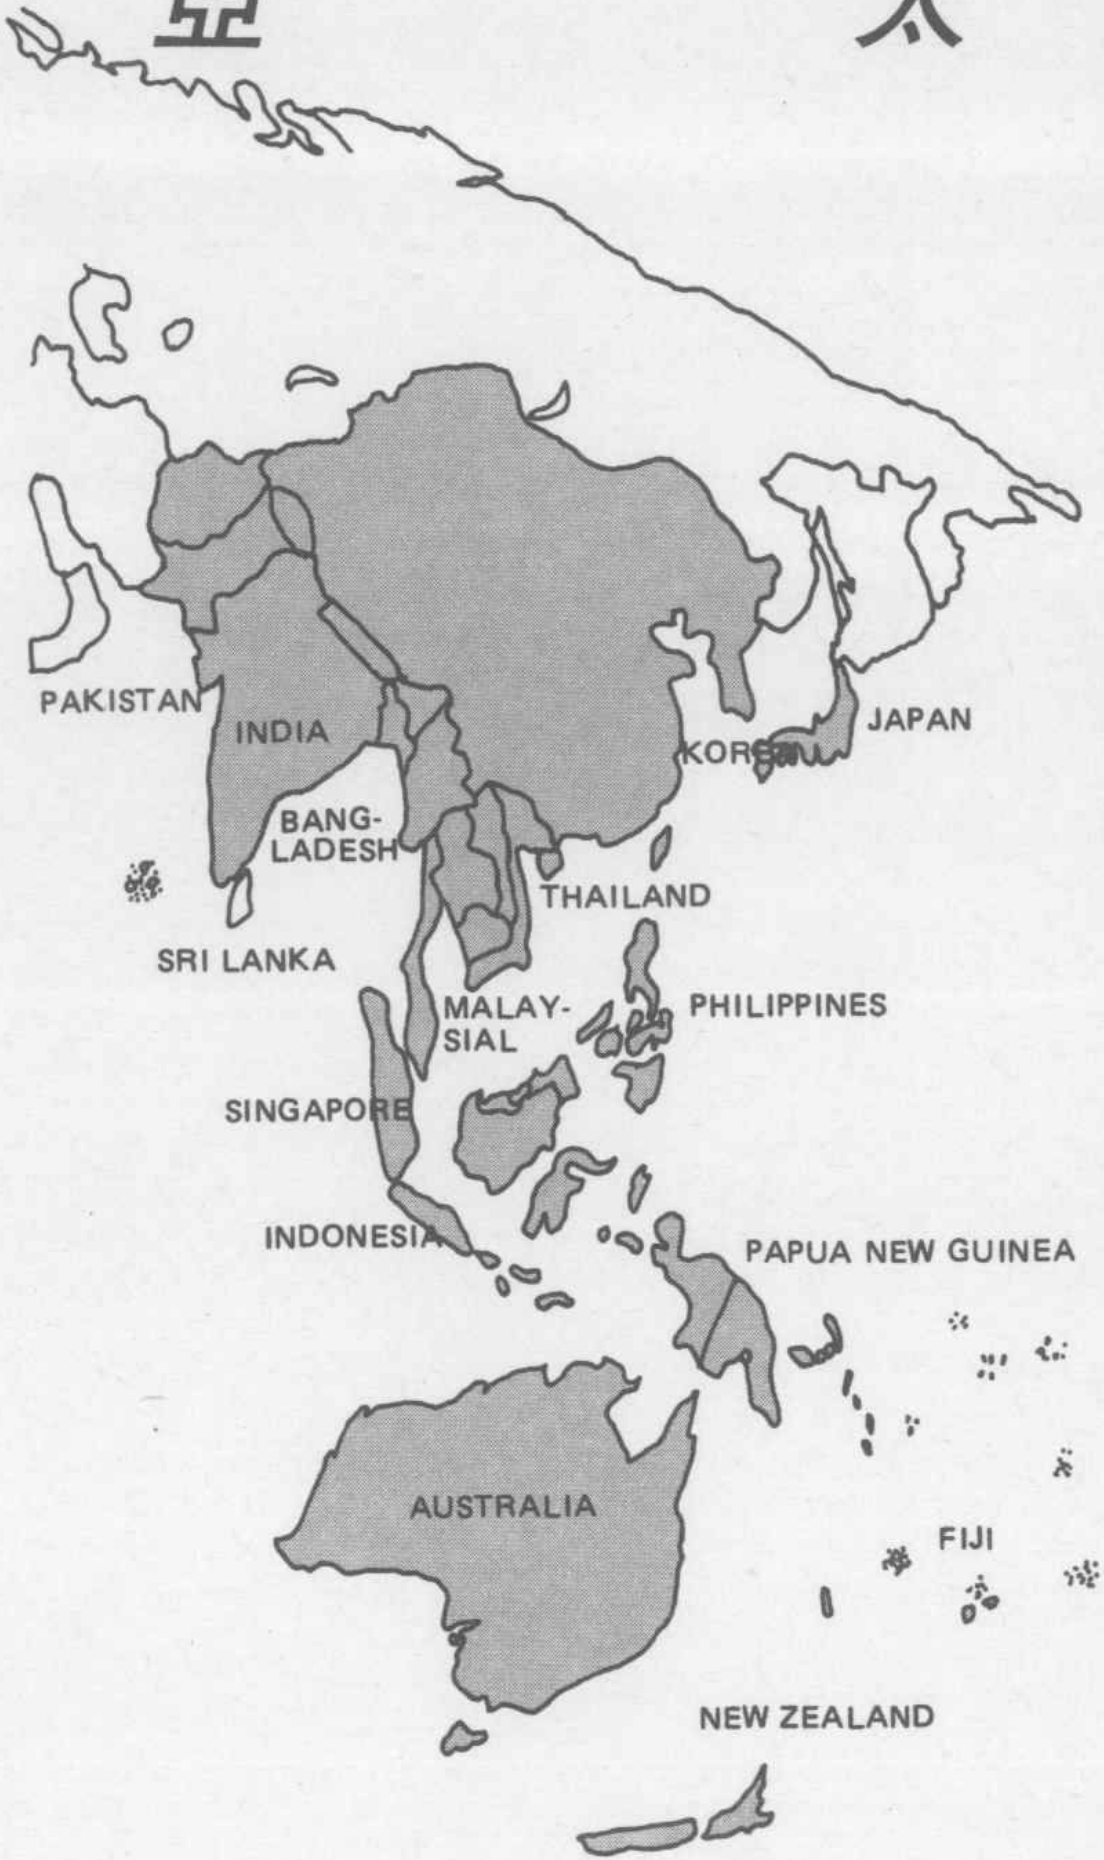 亞 太
PAKISTAN
INDIA
JAPAN
KOREA
BANG-
LADESH
THAILAND
SRI LANKA
MALAY-
SIAL
PHILIPPINES
SINGAPORE
INDONESIA
PAPUA NEW GUINEA
AUSTRALIA
FIJI
NEW ZEALAND